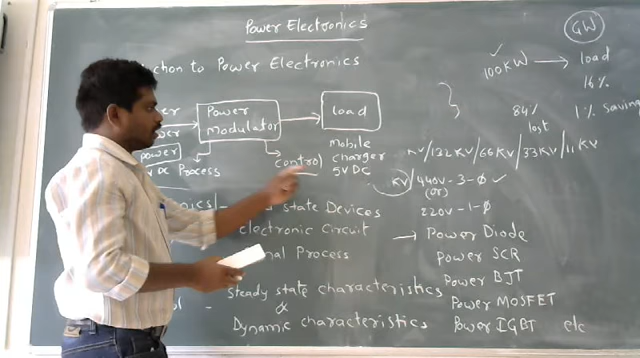 Power Electronics
GW
to Power Electronics
100 KW → load
16%
84% 1% Saving
lost
Power
modulator
load
power
DC Process
control
Mobile
charger
5V DC
KV/132 KV/66 KV/33 KV/11 KV
KV/440V - 3-Φ ✓
(or)
220V - 1-Φ
state Devices
electronic Circuit
→ Power Diode
Process
Power SCR
Power BJT
Steady state characteristics
&
Power MOSFET
Dynamic characteristics
Power IGBT etc